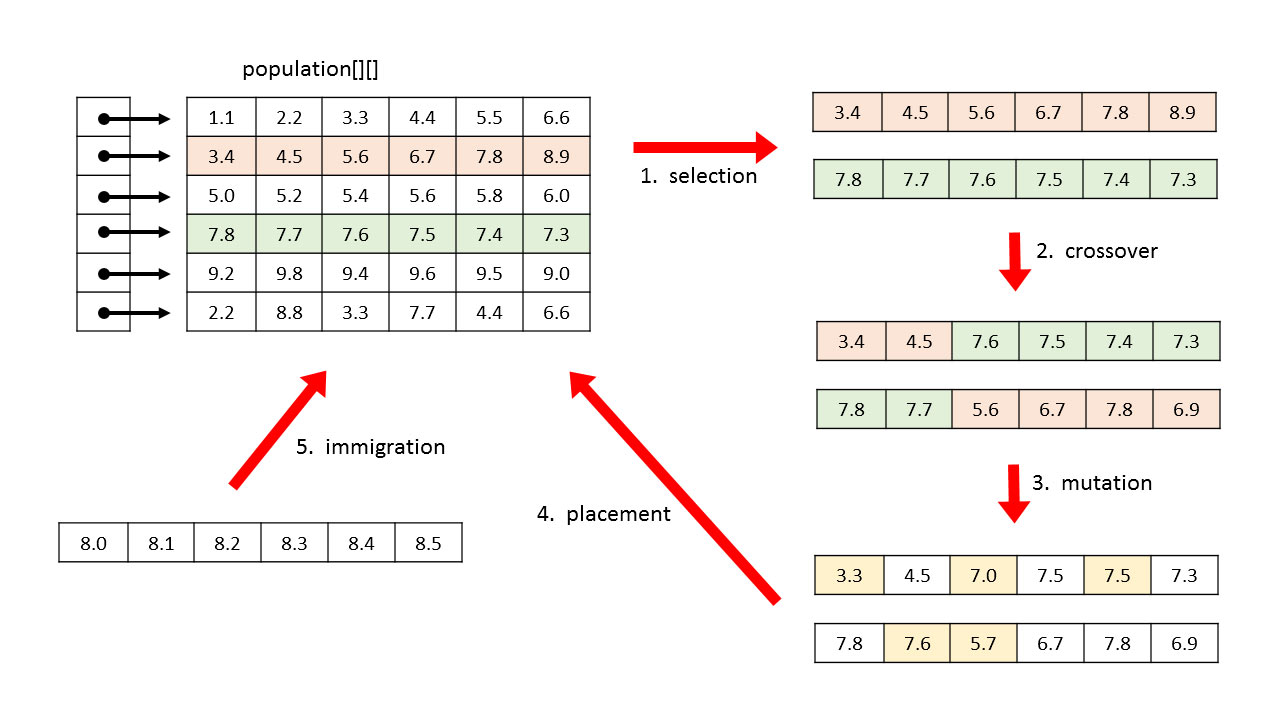 population[][]
1.1 2.2 3.3 4.4 5.5 6.6
3.4 4.5 5.6 6.7 7.8 8.9
5.0 5.2 5.4 5.6 5.8 6.0
7.8 7.7 7.6 7.5 7.4 7.3
9.2 9.8 9.4 9.6 9.5 9.0
2.2 8.8 3.3 7.7 4.4 6.6
1. selection
3.4 4.5 5.6 6.7 7.8 8.9
7.8 7.7 7.6 7.5 7.4 7.3
2. crossover
3.4 4.5 7.6 7.5 7.4 7.3
7.8 7.7 5.6 6.7 7.8 6.9
3. mutation
3.3 4.5 7.0 7.5 7.5 7.3
7.8 7.6 5.7 6.7 7.8 6.9
4. placement
5. immigration
8.0 8.1 8.2 8.3 8.4 8.5